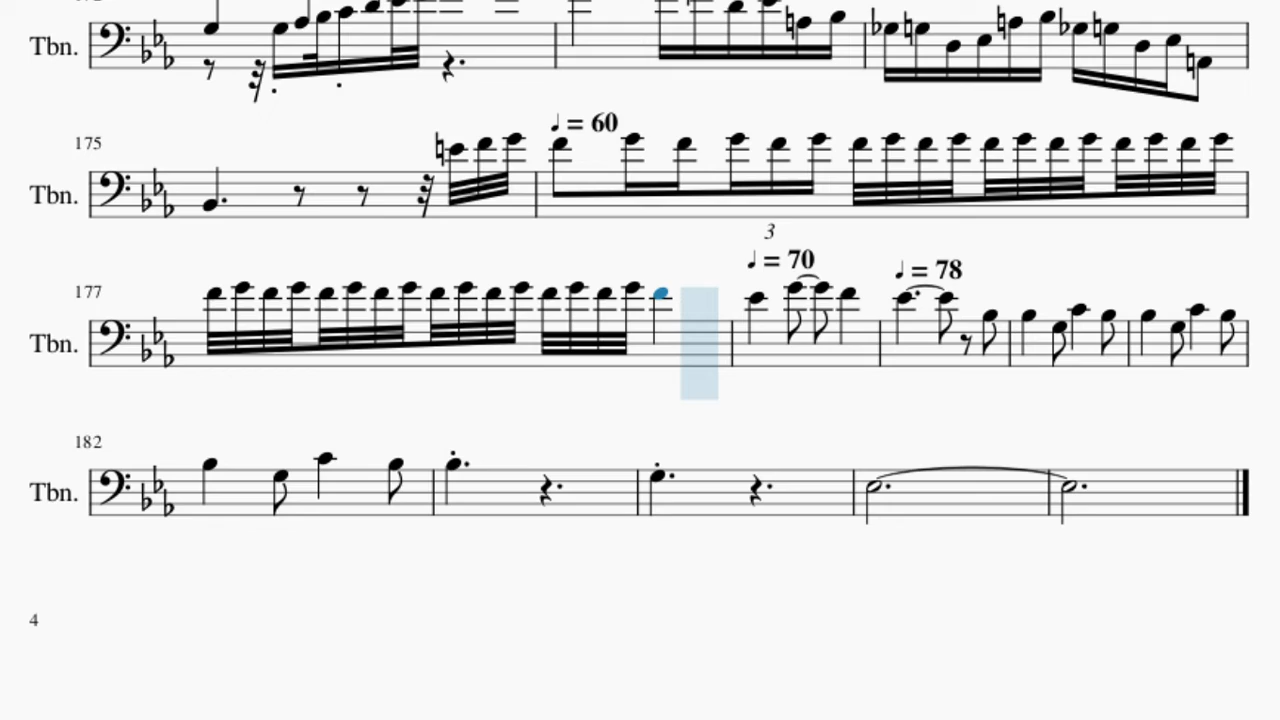 Tbn.
175
♩ = 60
Tbn.
3
♩ = 70
♩ = 78
177
Tbn.
182
Tbn.
4